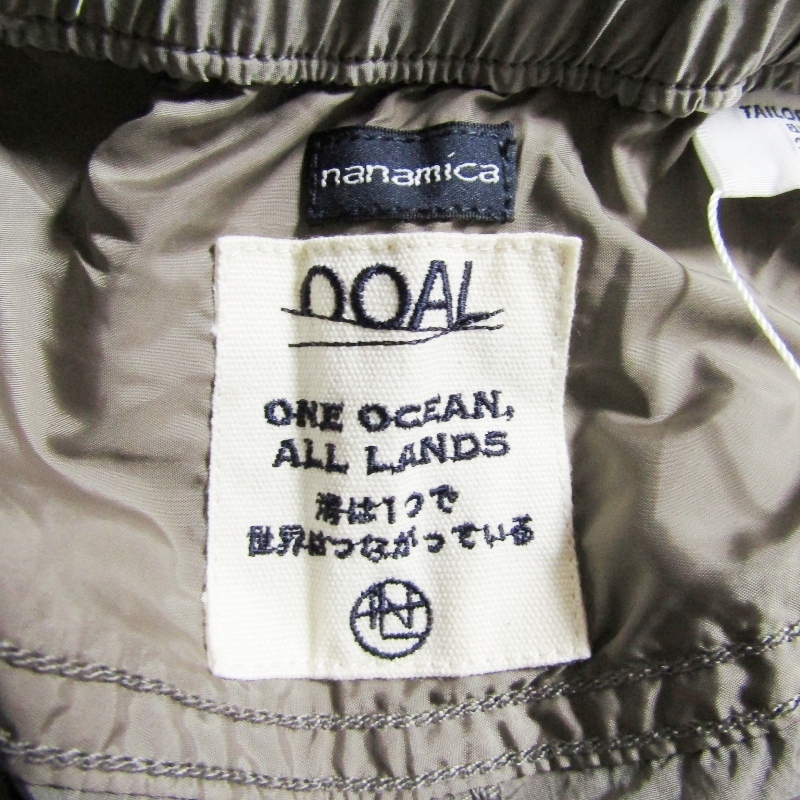 nanamica
OOAL
ONE OCEAN,
ALL LANDS
海は1つで
世界はつながっている
TAILOR